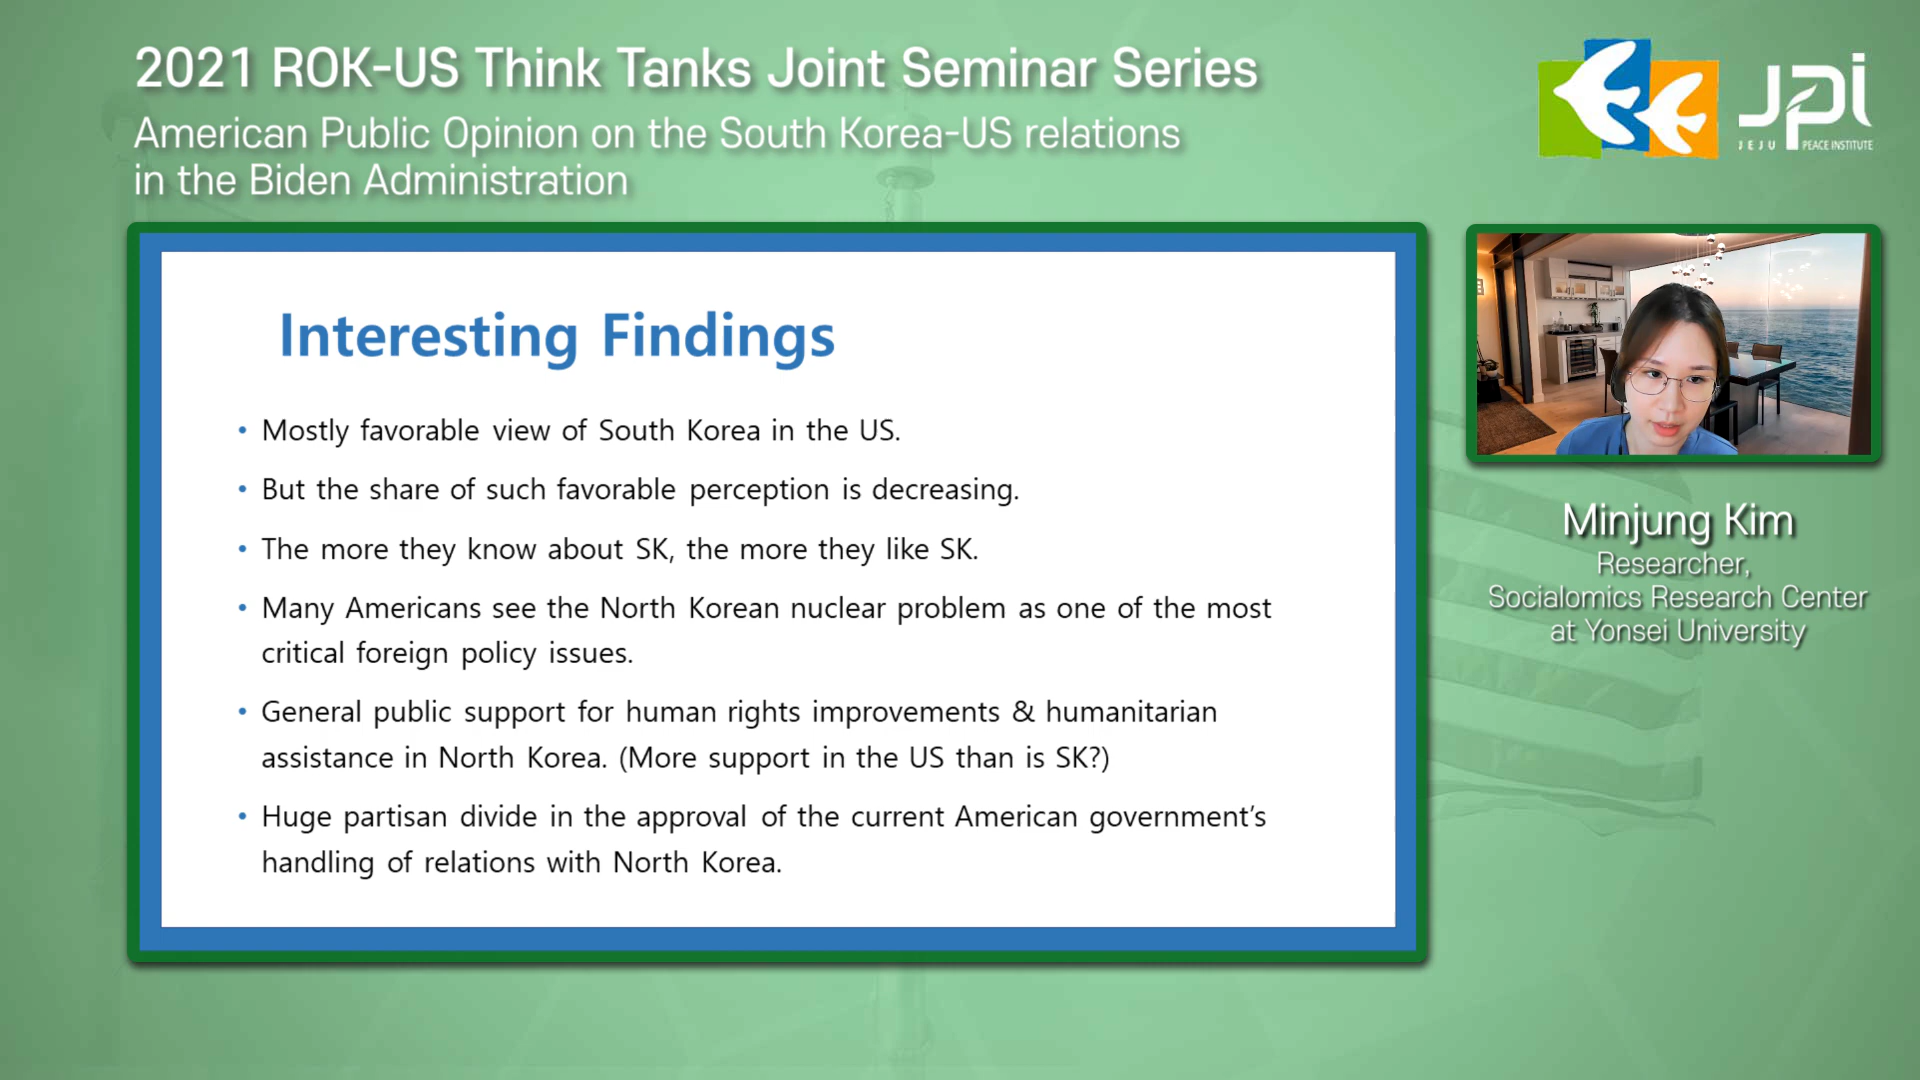 2021 ROK-US Think Tanks Joint Seminar Series
American Public Opinion on the South Korea-US relations
in the Biden Administration
JPI
JEJU PEACE INSTITUTE
Interesting Findings
• Mostly favorable view of South Korea in the US.
• But the share of such favorable perception is decreasing.
• The more they know about SK, the more they like SK.
• Many Americans see the North Korean nuclear problem as one of the most
critical foreign policy issues.
• General public support for human rights improvements & humanitarian
assistance in North Korea. (More support in the US than is SK?)
• Huge partisan divide in the approval of the current American government’s
handling of relations with North Korea.
Minjung Kim
Researcher,
Socialomics Research Center
at Yonsei University